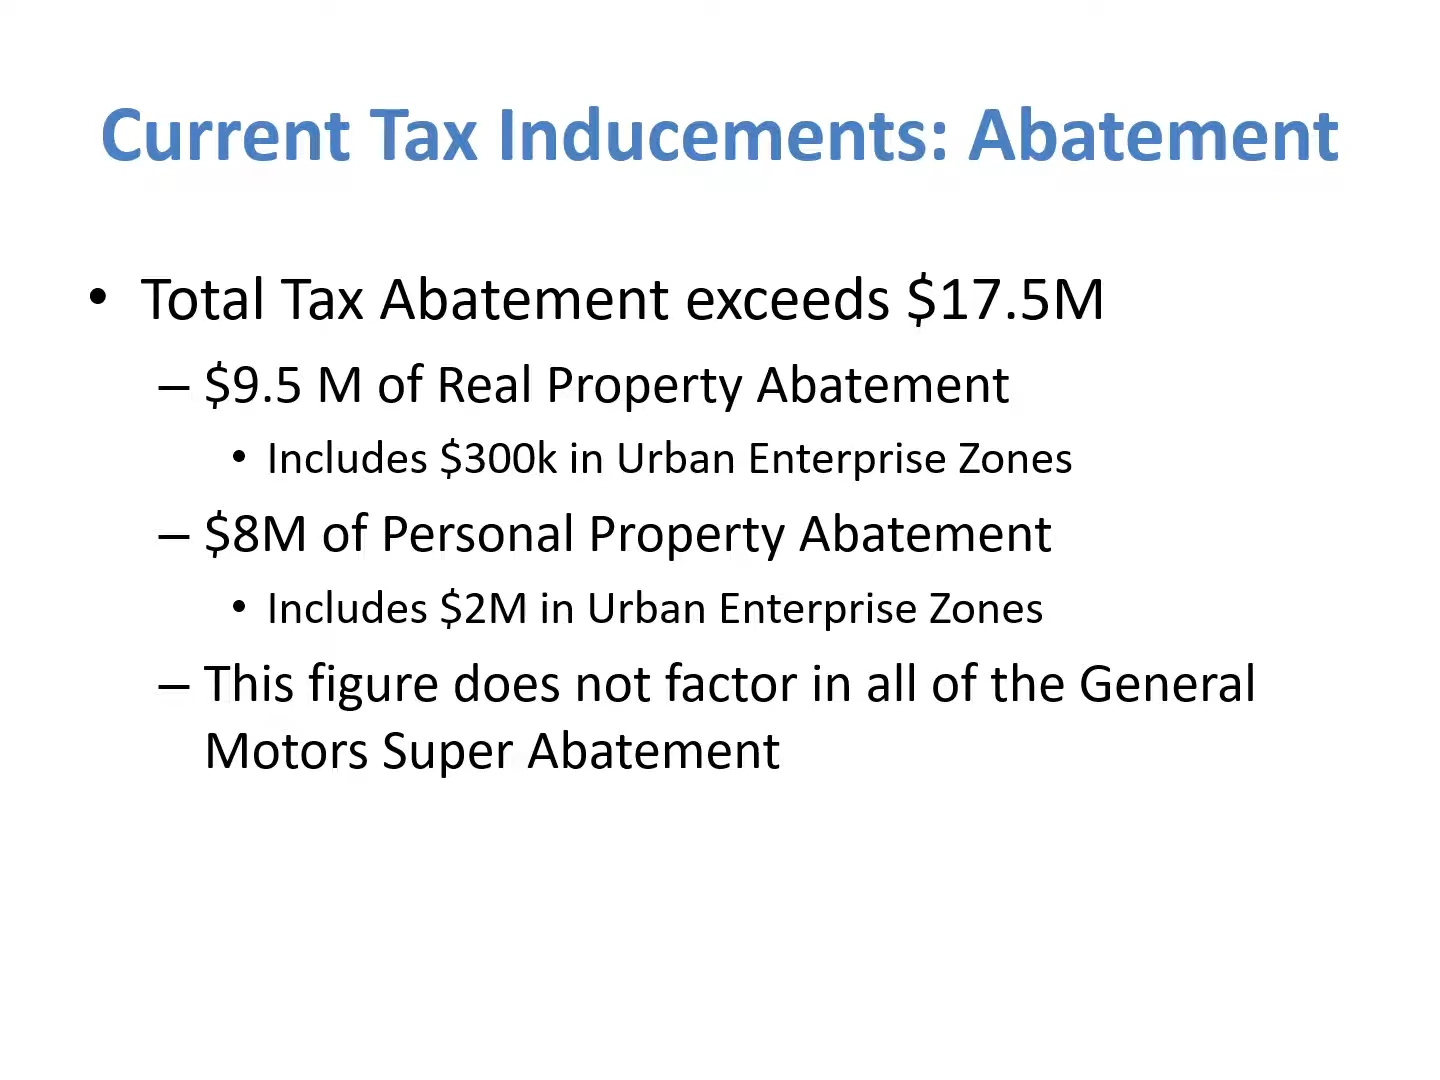 Current Tax Inducements: Abatement
• Total Tax Abatement exceeds $17.5M
– $9.5 M of Real Property Abatement
• Includes $300k in Urban Enterprise Zones
– $8M of Personal Property Abatement
• Includes $2M in Urban Enterprise Zones
– This figure does not factor in all of the General
Motors Super Abatement